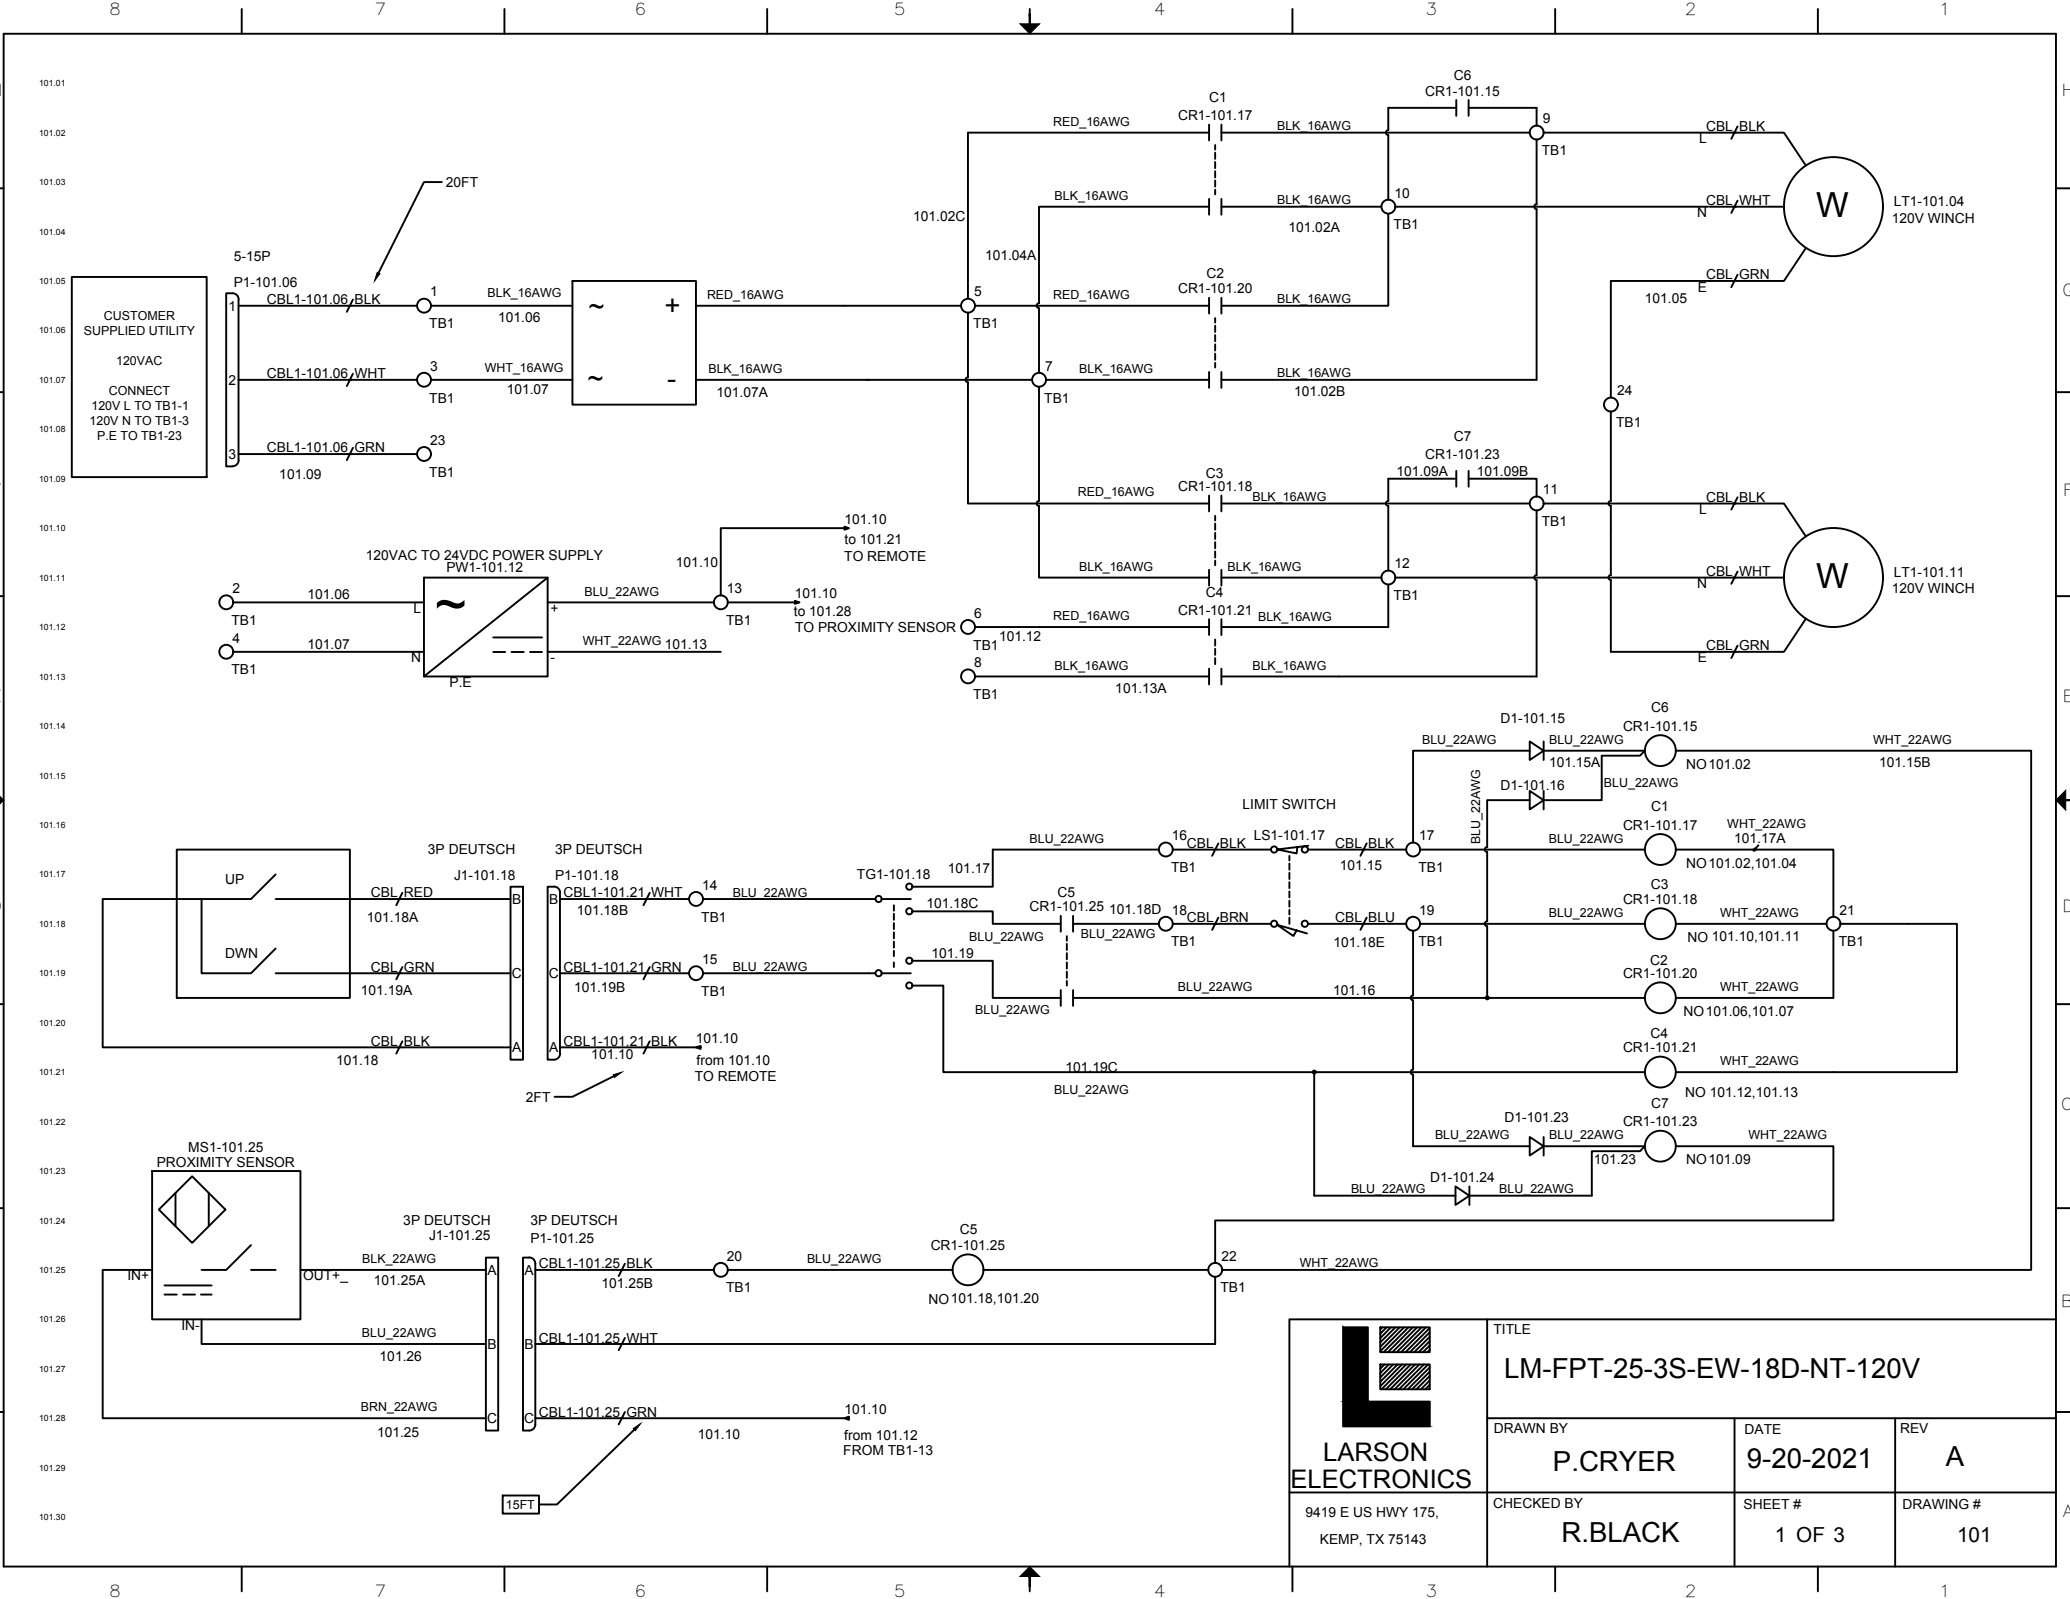 8 7 6 5 4 3 2 1
H
G
F
E
D
C
B
A
101.01
101.02
101.03
101.04
101.05
101.06
101.07
101.08
101.09
101.10
101.11
101.12
101.13
101.14
101.15
101.16
101.17
101.18
101.19
101.20
101.21
101.22
101.23
101.24
101.25
101.26
101.27
101.28
101.29
101.30
CUSTOMER
SUPPLIED UTILITY
120VAC
CONNECT
120V L TO TB1-1
120V N TO TB1-3
P.E TO TB1-23
5-15P
P1-101.06
20FT
1 CBL1-101.06 BLK 1 TB1 BLK_16AWG 101.06
2 CBL1-101.06 WHT 3 TB1 WHT_16AWG 101.07
3 CBL1-101.06 GRN 101.09 23 TB1
~ +
~ -
RED_16AWG
BLK_16AWG
101.07A
5 TB1
7 TB1
101.02C
101.04A
RED_16AWG C1 CR1-101.17 BLK_16AWG
C6 CR1-101.15
9 TB1
BLK_16AWG BLK_16AWG 101.02A
10 TB1
RED_16AWG C2 CR1-101.20 BLK_16AWG
BLK_16AWG BLK_16AWG 101.02B
L CBL BLK
N CBL WHT
E CBL GRN
101.05
W
LT1-101.04
120V WINCH
24 TB1
RED_16AWG C3 CR1-101.18 BLK_16AWG
C7 CR1-101.23
101.09A 101.09B
11 TB1
BLK_16AWG BLK_16AWG
12 TB1
6 TB1 101.12 RED_16AWG C4 CR1-101.21 BLK_16AWG
8 TB1 BLK_16AWG 101.13A BLK_16AWG
L CBL BLK
N CBL WHT
E CBL GRN
W
LT1-101.11
120V WINCH
120VAC TO 24VDC POWER SUPPLY
PW1-101.12
2 TB1 101.06 L
4 TB1 101.07 N
~
P.E
+ BLU_22AWG
- WHT_22AWG 101.13
101.10
13 TB1
101.10
to 101.21
TO REMOTE
101.10
to 101.28
TO PROXIMITY SENSOR
UP
DWN
3P DEUTSCH
J1-101.18
3P DEUTSCH
P1-101.18
CBL RED 101.18A B
CBL GRN 101.19A C
CBL BLK 101.18 A
B CBL1-101.21 WHT 101.18B 14 TB1 BLU_22AWG
C CBL1-101.21 GRN 101.19B 15 TB1 BLU_22AWG
A CBL1-101.21 BLK 101.10
101.10
from 101.10
TO REMOTE
2FT
TG1-101.18
101.17
101.18C
101.19
101.19C
BLU_22AWG
BLU_22AWG
BLU_22AWG
BLU_22AWG
C5
CR1-101.25
101.18D
BLU_22AWG
16 TB1 CBL BLK
18 TB1 CBL BRN
LIMIT SWITCH
LS1-101.17
CBL BLK 101.15
CBL BLU 101.18E
17 TB1
19 TB1
BLU_22AWG 101.16
BLU_22AWG D1-101.15 BLU_22AWG 101.15A
BLU_22AWG D1-101.16 BLU_22AWG
C6
CR1-101.15
NO 101.02
WHT_22AWG
101.15B
BLU_22AWG
C1
CR1-101.17
NO 101.02,101.04
WHT_22AWG
101.17A
BLU_22AWG
C3
CR1-101.18
NO 101.10,101.11
WHT_22AWG
21 TB1
C2
CR1-101.20
NO 101.06,101.07
WHT_22AWG
C4
CR1-101.21
NO 101.12,101.13
WHT_22AWG
BLU_22AWG D1-101.23 BLU_22AWG
101.23
C7
CR1-101.23
NO 101.09
WHT_22AWG
BLU_22AWG D1-101.24 BLU_22AWG
MS1-101.25
PROXIMITY SENSOR
IN+
OUT+_
IN-
3P DEUTSCH
J1-101.25
3P DEUTSCH
P1-101.25
BLK_22AWG 101.25A A
BLU_22AWG 101.26 B
BRN_22AWG 101.25 C
A CBL1-101.25 BLK 101.25B 20 TB1 BLU_22AWG
B CBL1-101.25 WHT
C CBL1-101.25 GRN 101.10
C5
CR1-101.25
NO 101.18,101.20
22 TB1 WHT_22AWG
101.10
from 101.12
FROM TB1-13
15FT
LARSON
ELECTRONICS
9419 E US HWY 175,
KEMP, TX 75143
TITLE
LM-FPT-25-3S-EW-18D-NT-120V
DRAWN BY
P.CRYER
DATE
9-20-2021
REV
A
CHECKED BY
R.BLACK
SHEET #
1 OF 3
DRAWING #
101
8 7 6 5 4 3 2 1